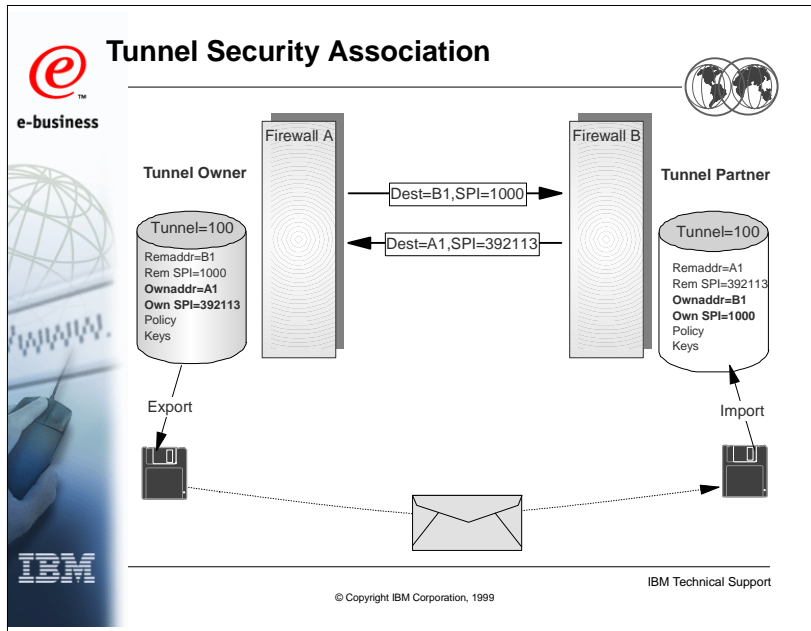 Tunnel Security Association
e
™
e-business
Firewall A
Firewall B
Tunnel Owner
Tunnel Partner
Dest=B1,SPI=1000
Dest=A1,SPI=392113
Tunnel=100
Remaddr=B1
Rem SPI=1000
Ownaddr=A1
Own SPI=392113
Policy
Keys
Tunnel=100
Remaddr=A1
Rem SPI=392113
Ownaddr=B1
Own SPI=1000
Policy
Keys
Export
Import
IBM
IBM Technical Support
© Copyright IBM Corporation, 1999